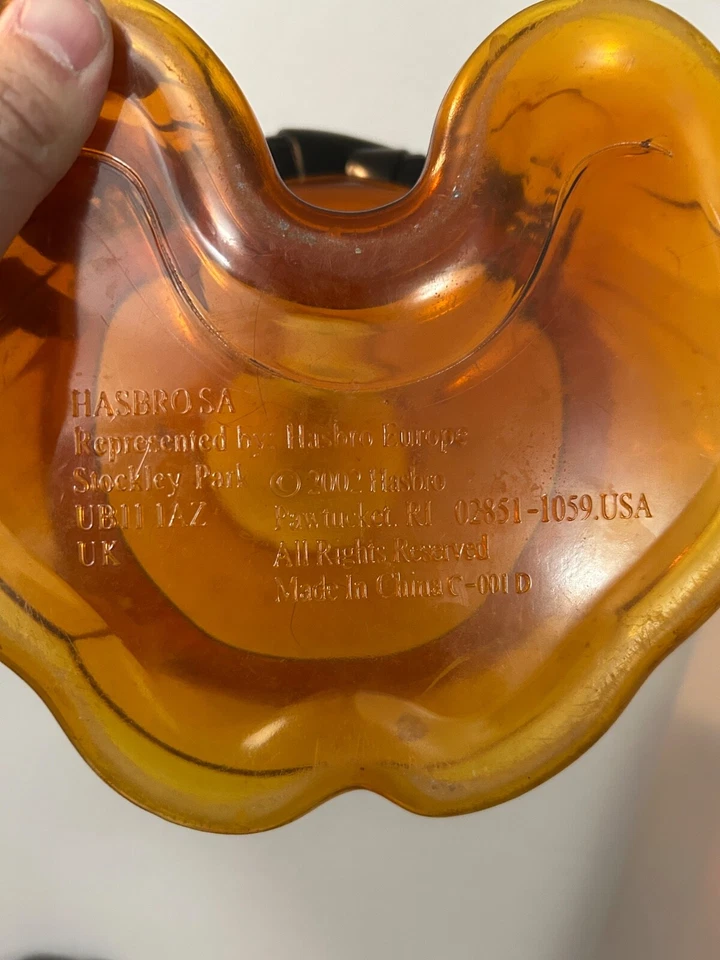 HASBRO SA
Represented by: Hasbro Europe
Stockley Park © 2002 Hasbro
UB11 1AZ Pawtucket, RI 02851-1059.USA
UK All Rights Reserved
Made In China C-001D